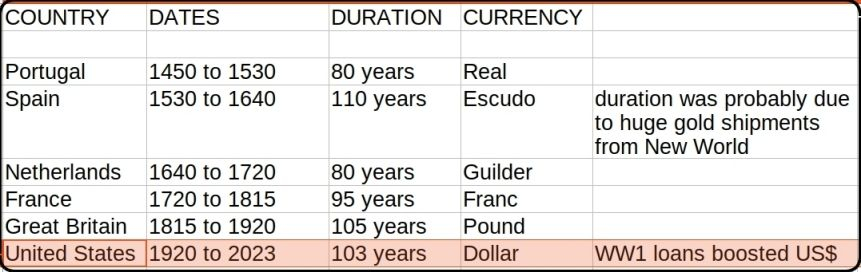 COUNTRY DATES DURATION CURRENCY
Portugal 1450 to 1530 80 years Real
Spain 1530 to 1640 110 years Escudo duration was probably due
to huge gold shipments
from New World
Netherlands 1640 to 1720 80 years Guilder
France 1720 to 1815 95 years Franc
Great Britain 1815 to 1920 105 years Pound
United States 1920 to 2023 103 years Dollar WW1 loans boosted US$